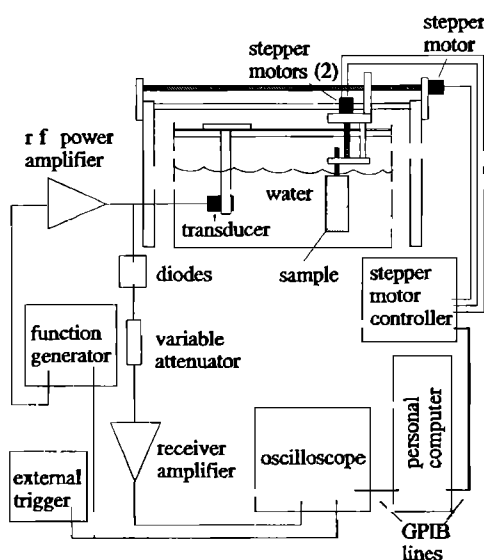 stepper
motors (2)
stepper
motor
r f power
amplifier
water
transducer
sample
diodes
stepper
motor
controller
function
generator
variable
attenuator
personal
computer
receiver
amplifier
oscilloscope
external
trigger
GPIB
lines